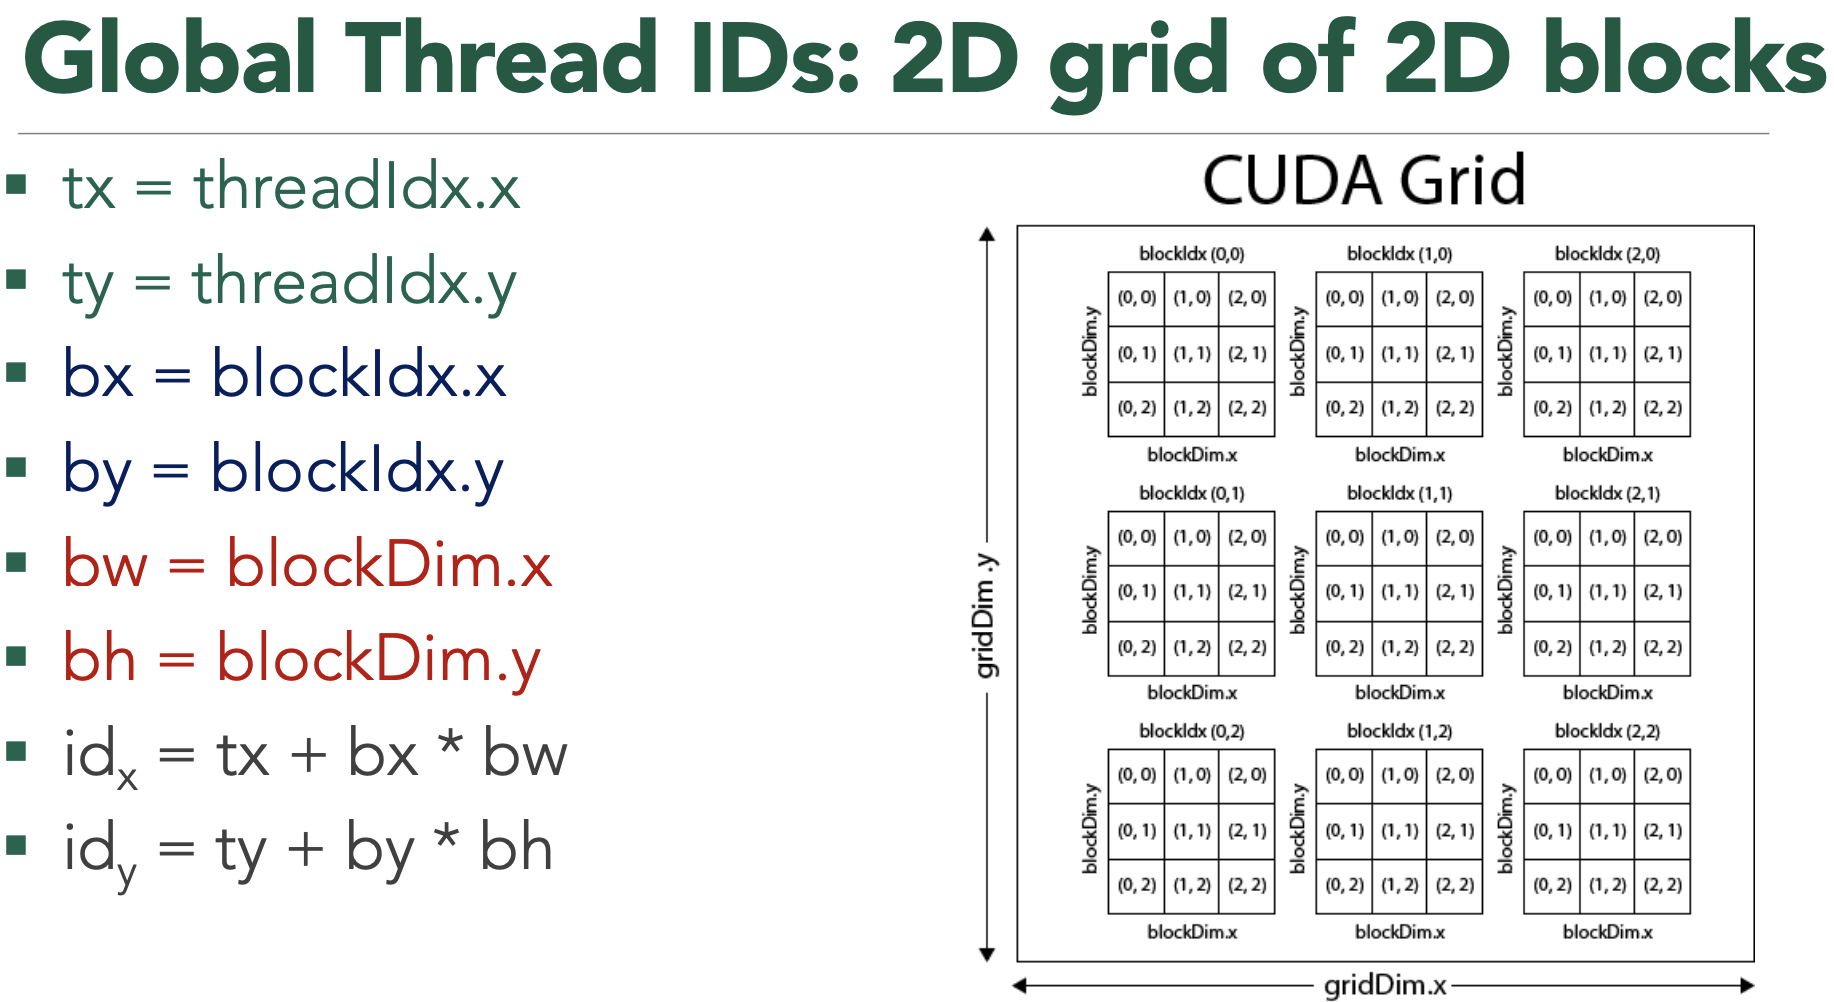 Global Thread IDs: 2D grid of 2D blocks
▪ tx = threadIdx.x
▪ ty = threadIdx.y
▪ bx = blockIdx.x
▪ by = blockIdx.y
▪ bw = blockDim.x
▪ bh = blockDim.y
▪ idx = tx + bx * bw
▪ idy = ty + by * bh
CUDA Grid
gridDim .y
blockIdx (0,0) blockIdx (1,0) blockIdx (2,0)
blockDim.y blockDim.y blockDim.y
(0, 0) (1, 0) (2, 0) (0, 0) (1, 0) (2, 0) (0, 0) (1, 0) (2, 0)
(0, 1) (1, 1) (2, 1) (0, 1) (1, 1) (2, 1) (0, 1) (1, 1) (2, 1)
(0, 2) (1, 2) (2, 2) (0, 2) (1, 2) (2, 2) (0, 2) (1, 2) (2, 2)
blockDim.x blockDim.x blockDim.x
blockIdx (0,1) blockIdx (1,1) blockIdx (2,1)
blockDim.y blockDim.y blockDim.y
(0, 0) (1, 0) (2, 0) (0, 0) (1, 0) (2, 0) (0, 0) (1, 0) (2, 0)
(0, 1) (1, 1) (2, 1) (0, 1) (1, 1) (2, 1) (0, 1) (1, 1) (2, 1)
(0, 2) (1, 2) (2, 2) (0, 2) (1, 2) (2, 2) (0, 2) (1, 2) (2, 2)
blockDim.x blockDim.x blockDim.x
blockIdx (0,2) blockIdx (1,2) blockIdx (2,2)
blockDim.y blockDim.y blockDim.y
(0, 0) (1, 0) (2, 0) (0, 0) (1, 0) (2, 0) (0, 0) (1, 0) (2, 0)
(0, 1) (1, 1) (2, 1) (0, 1) (1, 1) (2, 1) (0, 1) (1, 1) (2, 1)
(0, 2) (1, 2) (2, 2) (0, 2) (1, 2) (2, 2) (0, 2) (1, 2) (2, 2)
blockDim.x blockDim.x blockDim.x
gridDim.x